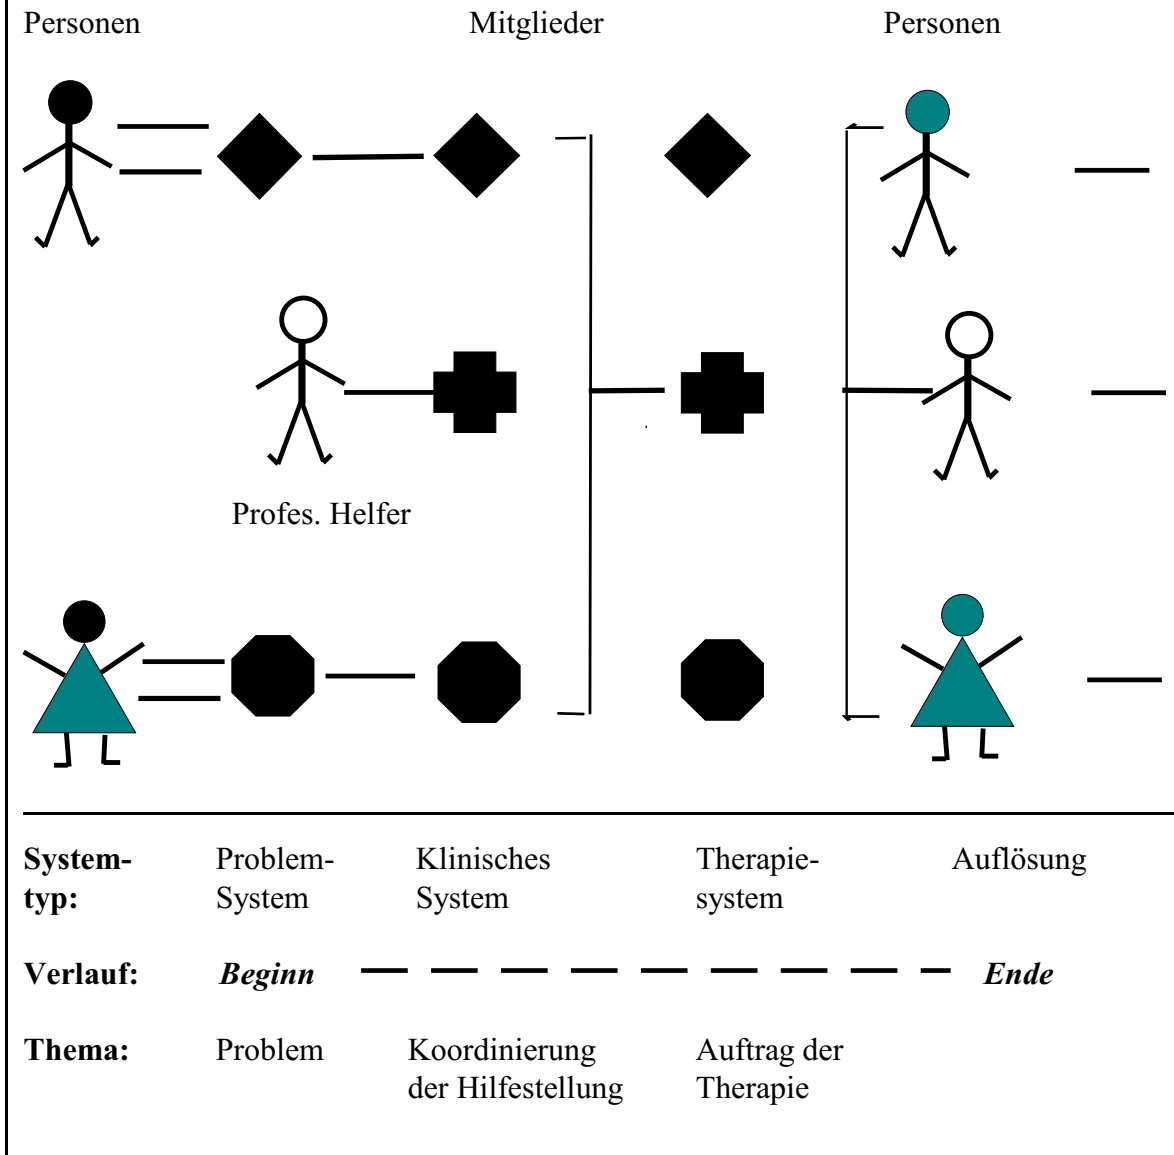 Personen Mitglieder Personen
Profes. Helfer
System- Problem- Klinisches Therapie- Auflösung
typ: System System system
Verlauf: Beginn Ende
Thema: Problem Koordinierung Auftrag der
der Hilfestellung Therapie